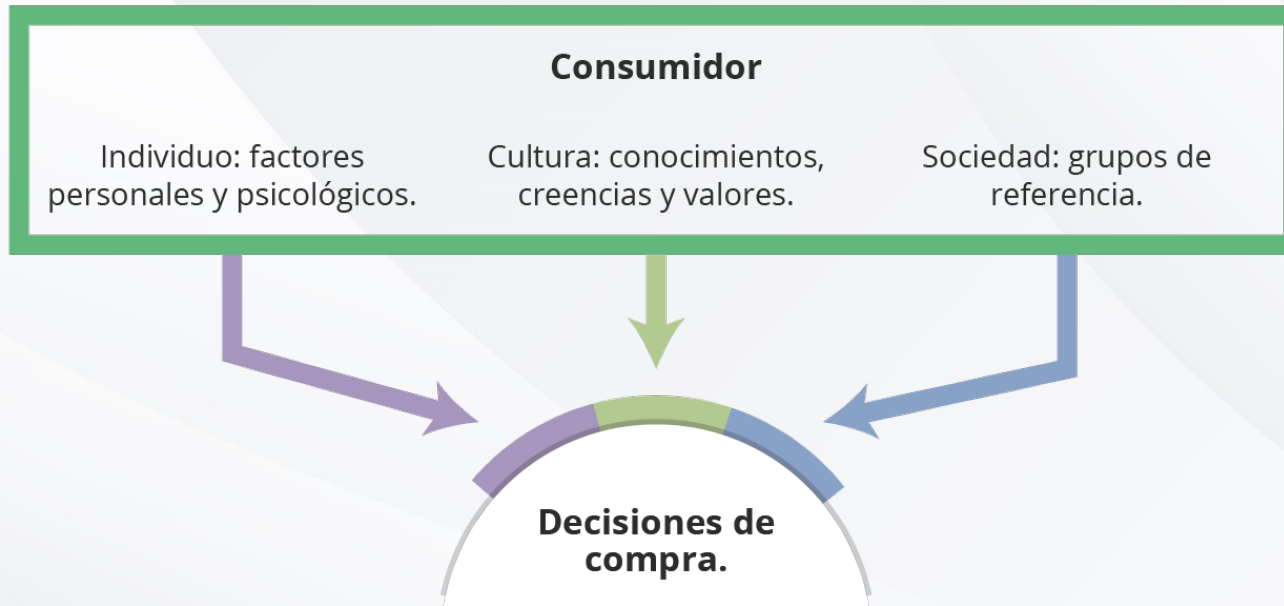 Consumidor
Individuo: factores
personales y psicológicos.
Cultura: conocimientos,
creencias y valores.
Sociedad: grupos de
referencia.
Decisiones de
compra.